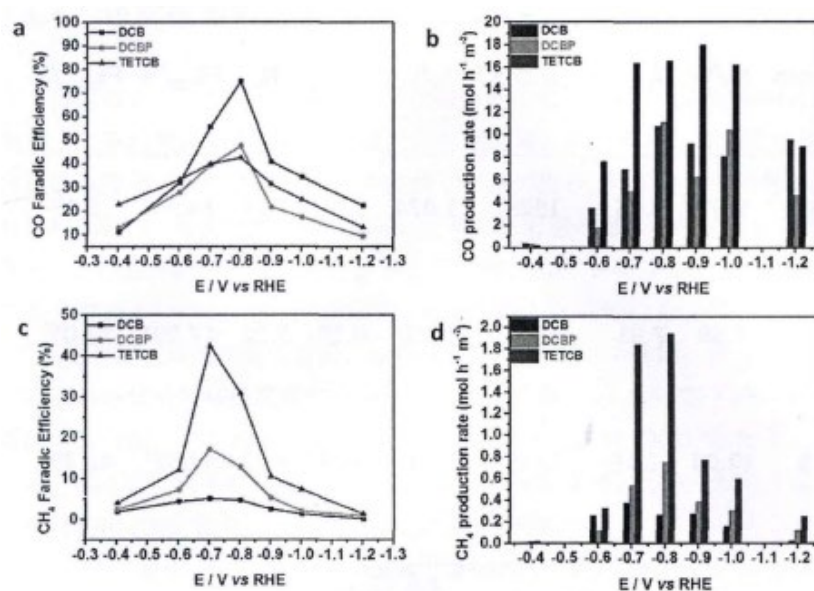 a
100
90
80
70
60
50
40
30
20
10
CO Faradic Efficiency (%)
DCB
DCBP
TETCB
-0.3 -0.4 -0.5 -0.6 -0.7 -0.8 -0.9 -1.0 -1.1 -1.2 -1.3
E / V vs RHE
b
20
18
16
14
12
10
8
6
4
2
0
CO production rate (mol h⁻¹ m⁻²)
DCB
DCBP
TETCB
-0.4 -0.5 -0.6 -0.7 -0.8 -0.9 -1.0 -1.1 -1.2
E / V vs RHE
c
50
40
30
20
10
0
CH₄ Faradic Efficiency (%)
DCB
DCBP
TETCB
-0.3 -0.4 -0.5 -0.6 -0.7 -0.8 -0.9 -1.0 -1.1 -1.2 -1.3
E / V vs RHE
d
2.0
1.8
1.6
1.4
1.2
1.0
0.8
0.6
0.4
0.2
0.0
CH₄ production rate (mol h⁻¹ m⁻²)
DCB
DCBP
TETCB
-0.4 -0.5 -0.6 -0.7 -0.8 -0.9 -1.0 -1.1 -1.2
E / V vs RHE